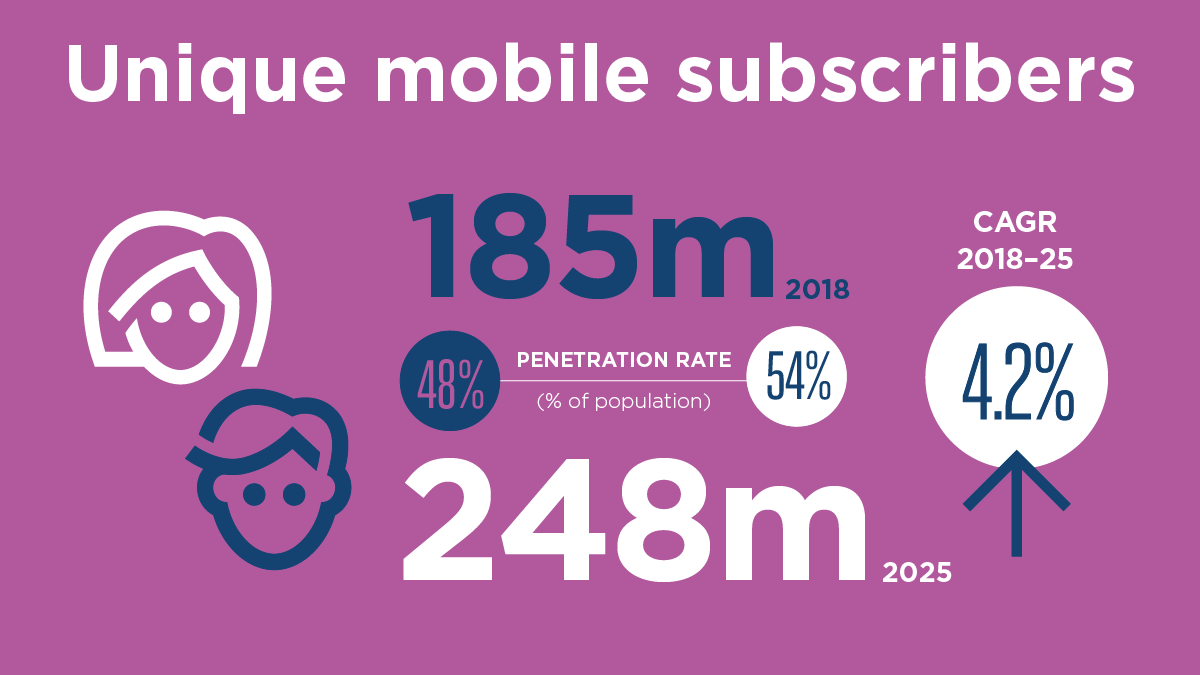 Unique mobile subscribers
185m 2018
48% PENETRATION RATE 54%
(% of population)
248m 2025
CAGR
2018–25
4.2%